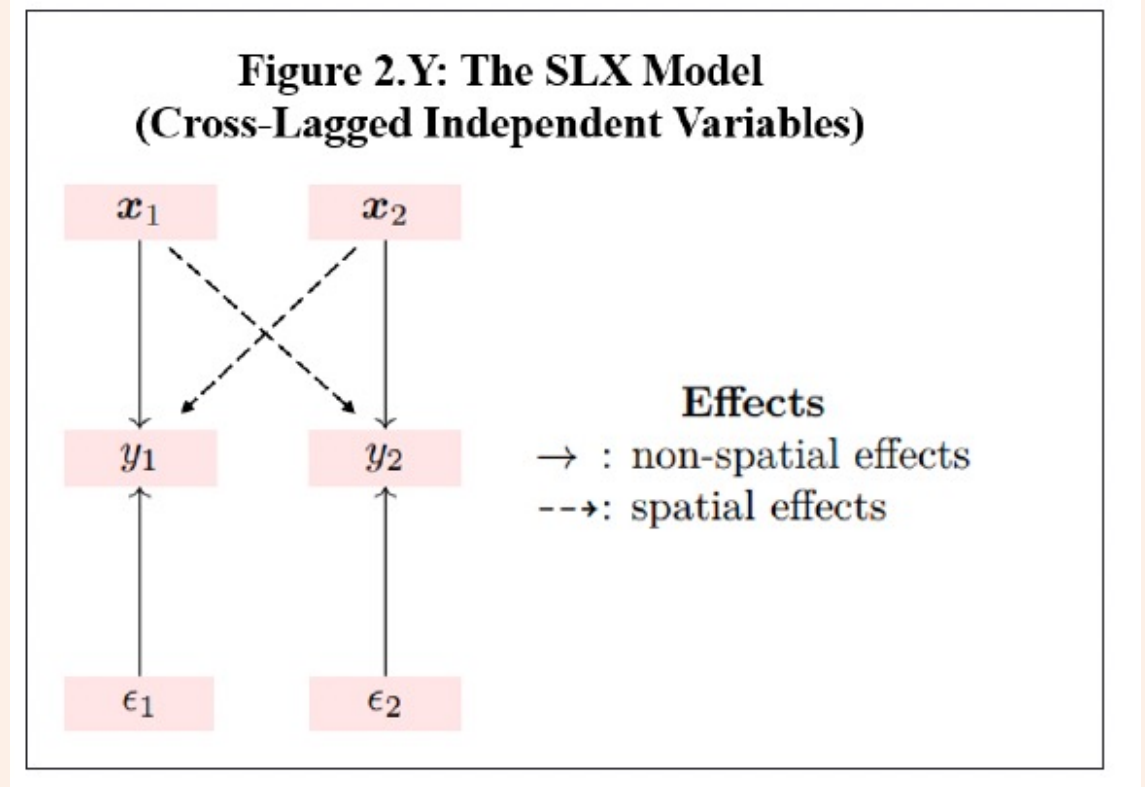 Figure 2.Y: The SLX Model
(Cross-Lagged Independent Variables)
x₁ x₂
y₁ y₂
Effects
→ : non-spatial effects
--→: spatial effects
ϵ₁ ϵ₂